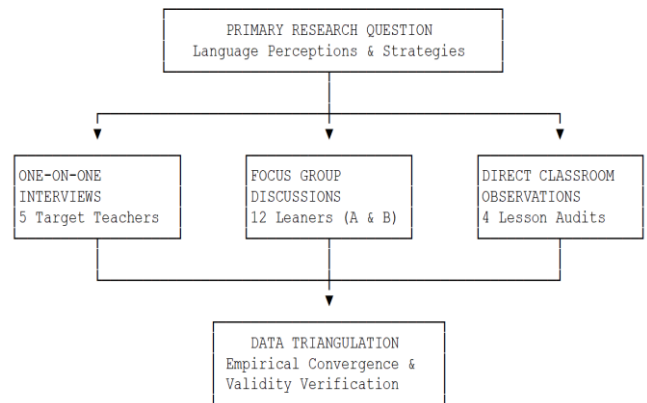 PRIMARY RESEARCH QUESTION
Language Perceptions & Strategies
ONE-ON-ONE
INTERVIEWS
5 Target Teachers
FOCUS GROUP
DISCUSSIONS
12 Leaners (A & B)
DIRECT CLASSROOM
OBSERVATIONS
4 Lesson Audits
DATA TRIANGULATION
Empirical Convergence &
Validity Verification